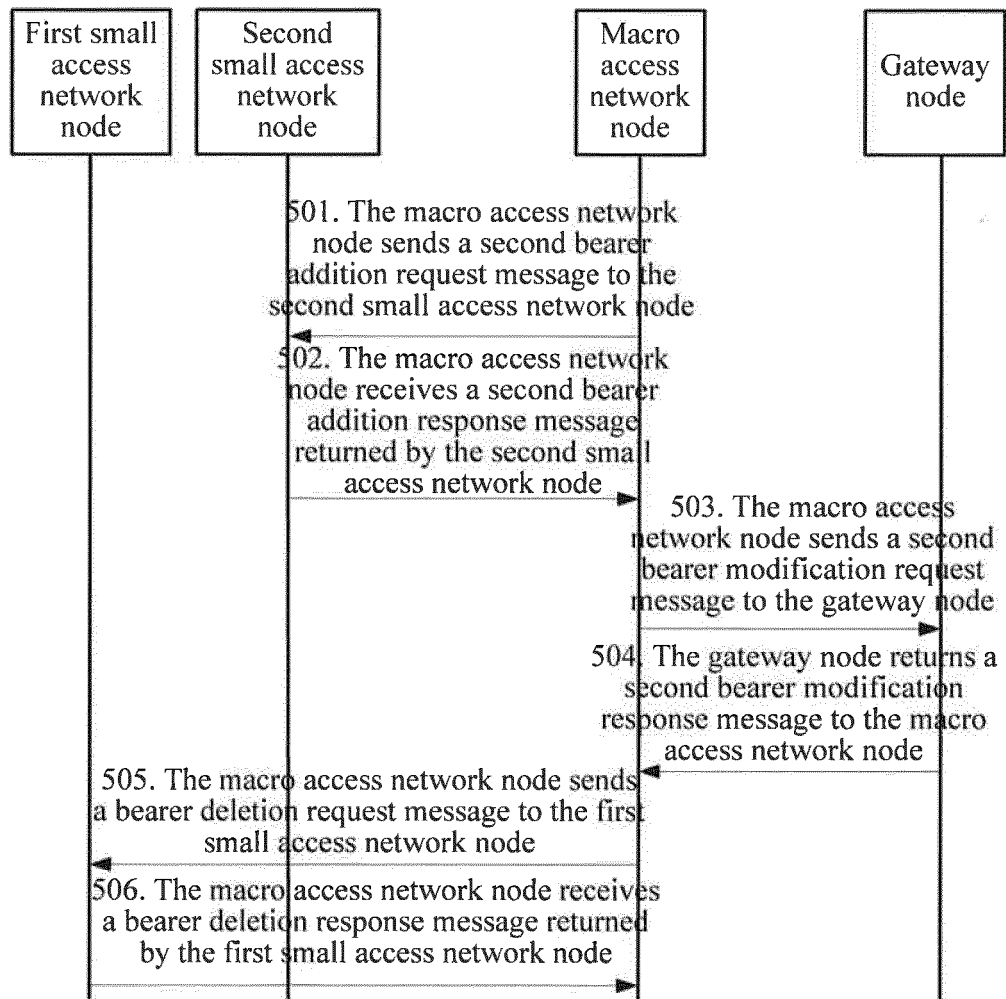 First small
access
network
node
Second
small access
network
node
Macro
access
network
node
Gateway
node
501. The macro access network
node sends a second bearer
addition request message to the
second small access network node
502. The macro access network
node receives a second bearer
addition response message
returned by the second small
access network node
503. The macro access
network node sends a second
bearer modification request
message to the gateway node
504. The gateway node returns a
second bearer modification
response message to the macro
access network node
505. The macro access network node sends
a bearer deletion request message to the first
small access network node
506. The macro access network node receives
a bearer deletion response message returned
by the first small access network node